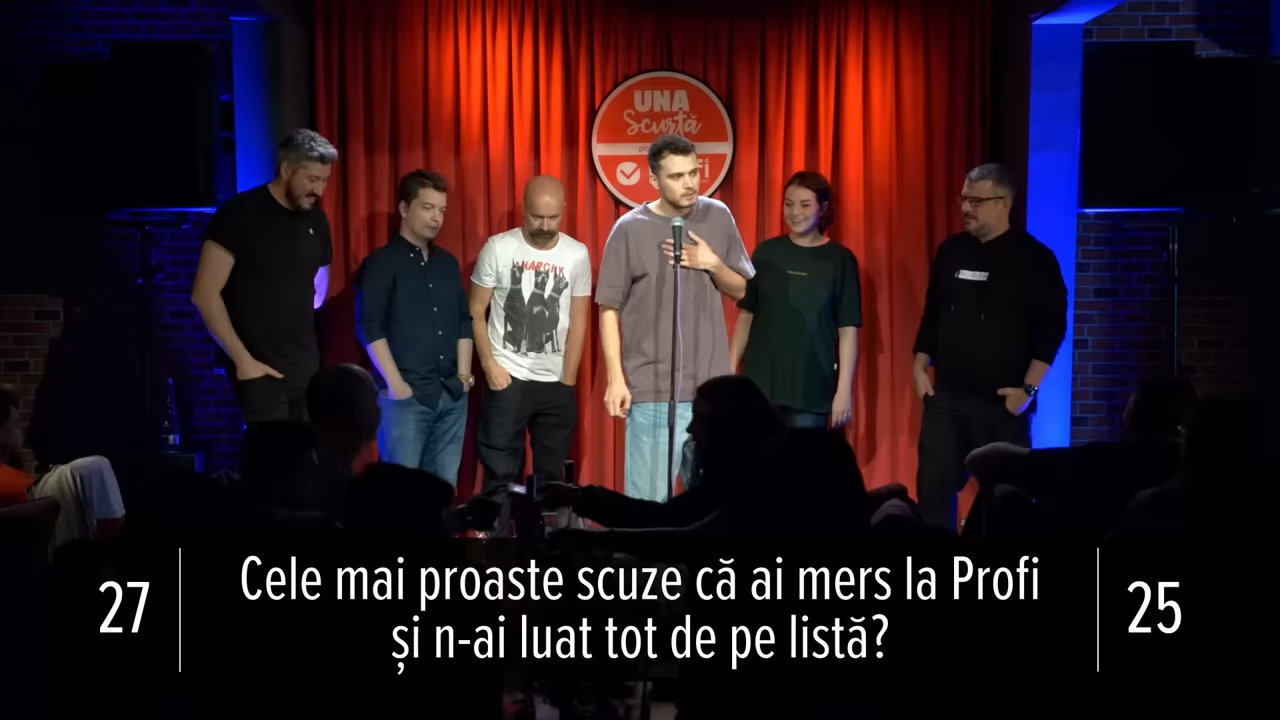 UNA
Scurtă
ANARCHY
27
Cele mai proaste scuze că ai mers la Profi
și n-ai luat tot de pe listă?
25